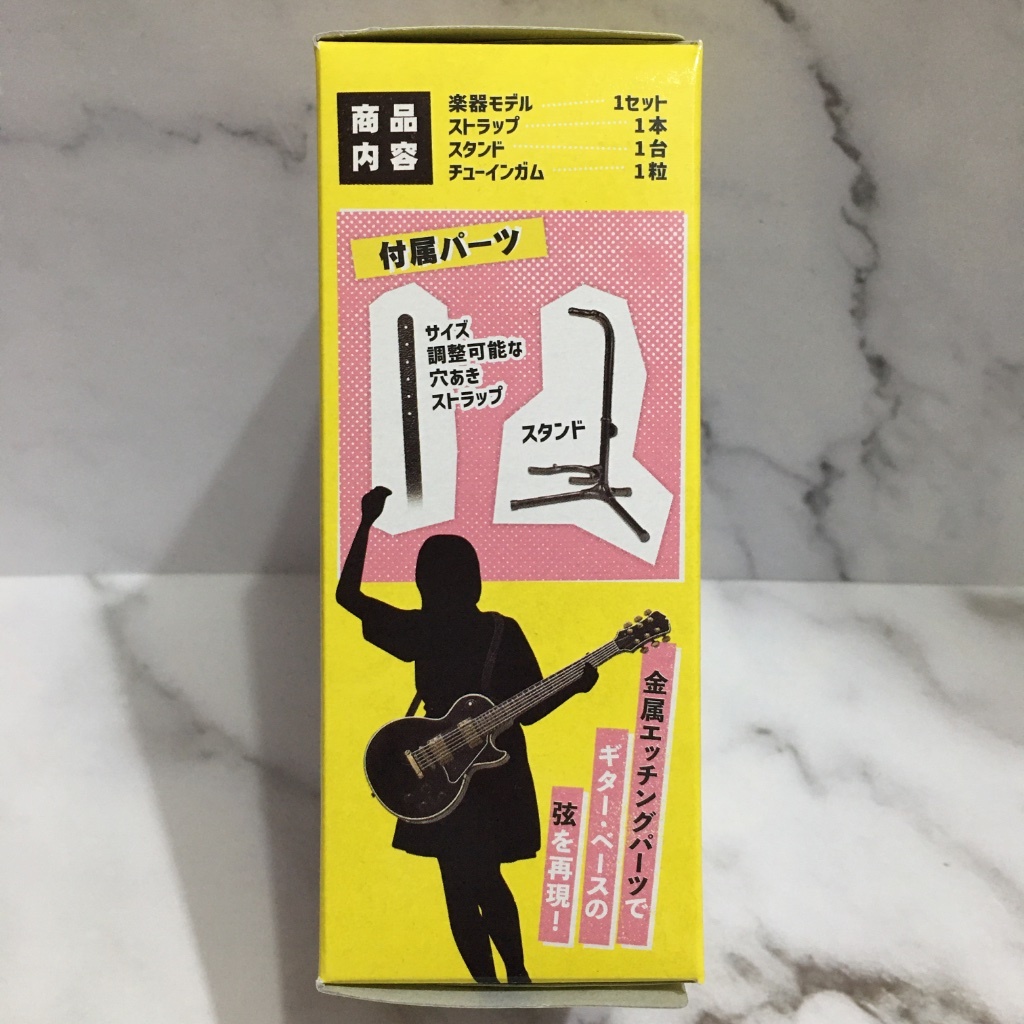 商品
内容
楽器モデル 1セット
ストラップ 1本
スタンド 1台
チューインガム 1粒
付属パーツ
サイズ
調整可能な
穴あき
ストラップ
スタンド
金属エッチングパーツで
ギター・ベースの
弦を再現!